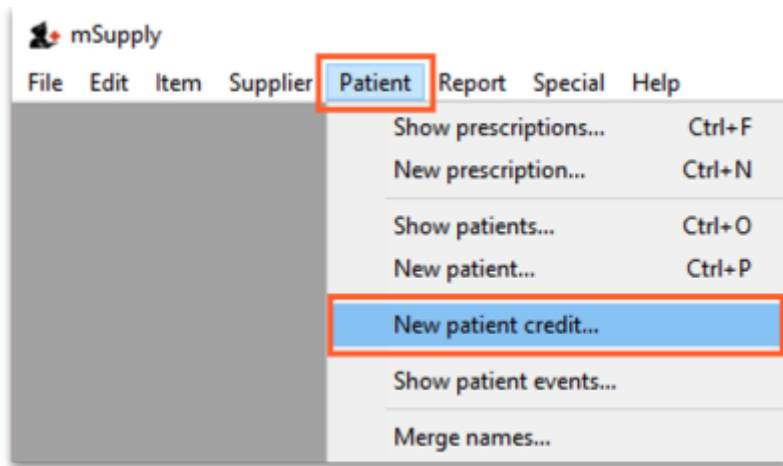 mSupply
File Edit Item Supplier Patient Report Special Help
Show prescriptions... Ctrl+F
New prescription... Ctrl+N
Show patients... Ctrl+O
New patient... Ctrl+P
New patient credit...
Show patient events...
Merge names...